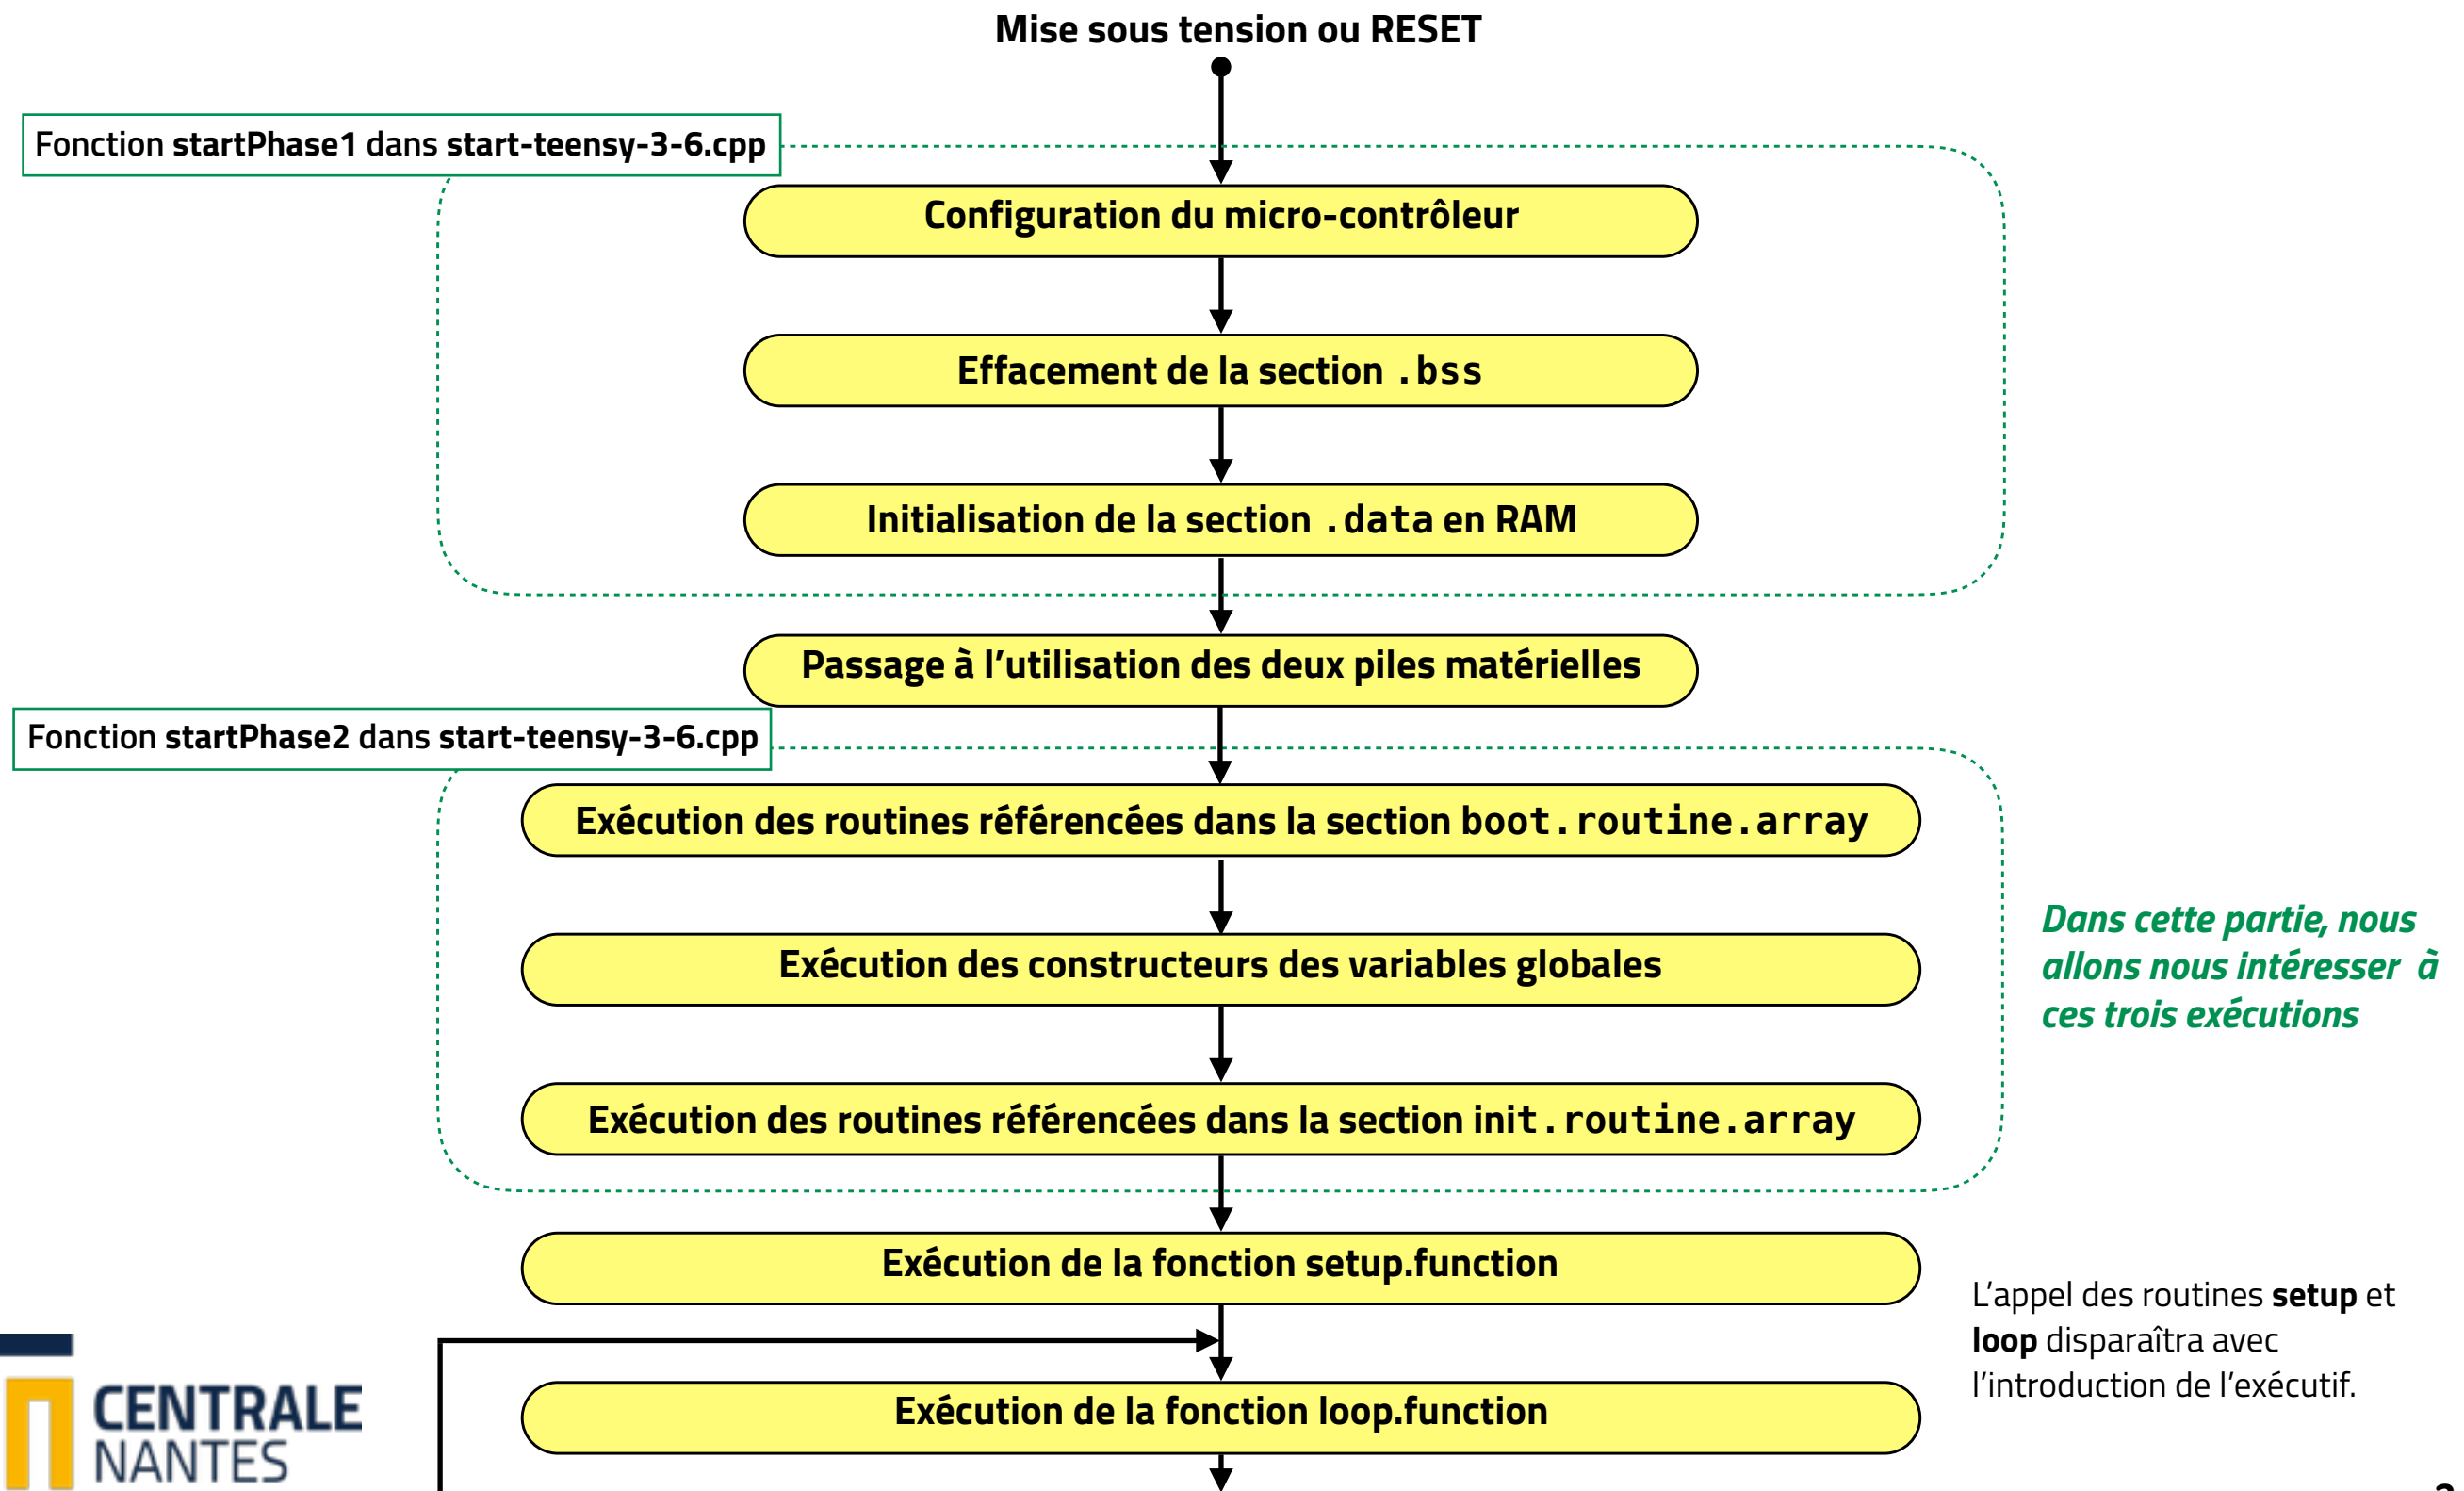 Mise sous tension ou RESET
Fonction startPhase1 dans start-teensy-3-6.cpp
Configuration du micro-contrôleur
Effacement de la section .bss
Initialisation de la section .data en RAM
Passage à l'utilisation des deux piles matérielles
Fonction startPhase2 dans start-teensy-3-6.cpp
Exécution des routines référencées dans la section boot.routine.array
Exécution des constructeurs des variables globales
Dans cette partie, nous
allons nous intéresser à
ces trois exécutions
Exécution des routines référencées dans la section init.routine.array
Exécution de la fonction setup.function
L'appel des routines setup et
loop disparaîtra avec
l'introduction de l'exécutif.
Exécution de la fonction loop.function
CENTRALE
NANTES